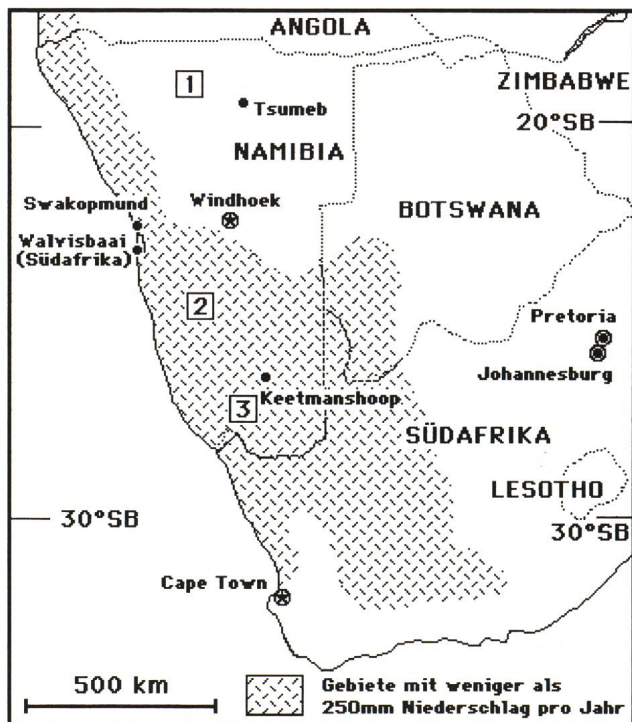 ANGOLA
ZIMBABWE
1
Tsumeb
20°SB
NAMIBIA
Swakopmund
Windhoek
BOTSWANA
Walvisbaai
(Südafrika)
2
Pretoria
Johannesburg
Keetmanshoop
3
SÜDAFRIKA
LESOTHO
30°SB
30°SB
Cape Town
500 km
Gebiete mit weniger als
250mm Niederschlag pro Jahr